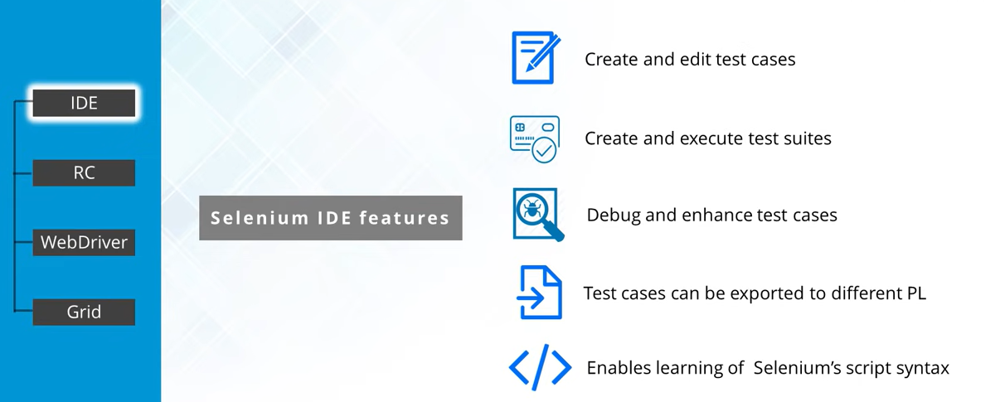 IDE
RC
WebDriver
Grid
Selenium IDE features
Create and edit test cases
Create and execute test suites
Debug and enhance test cases
Test cases can be exported to different PL
Enables learning of  Selenium’s script syntax